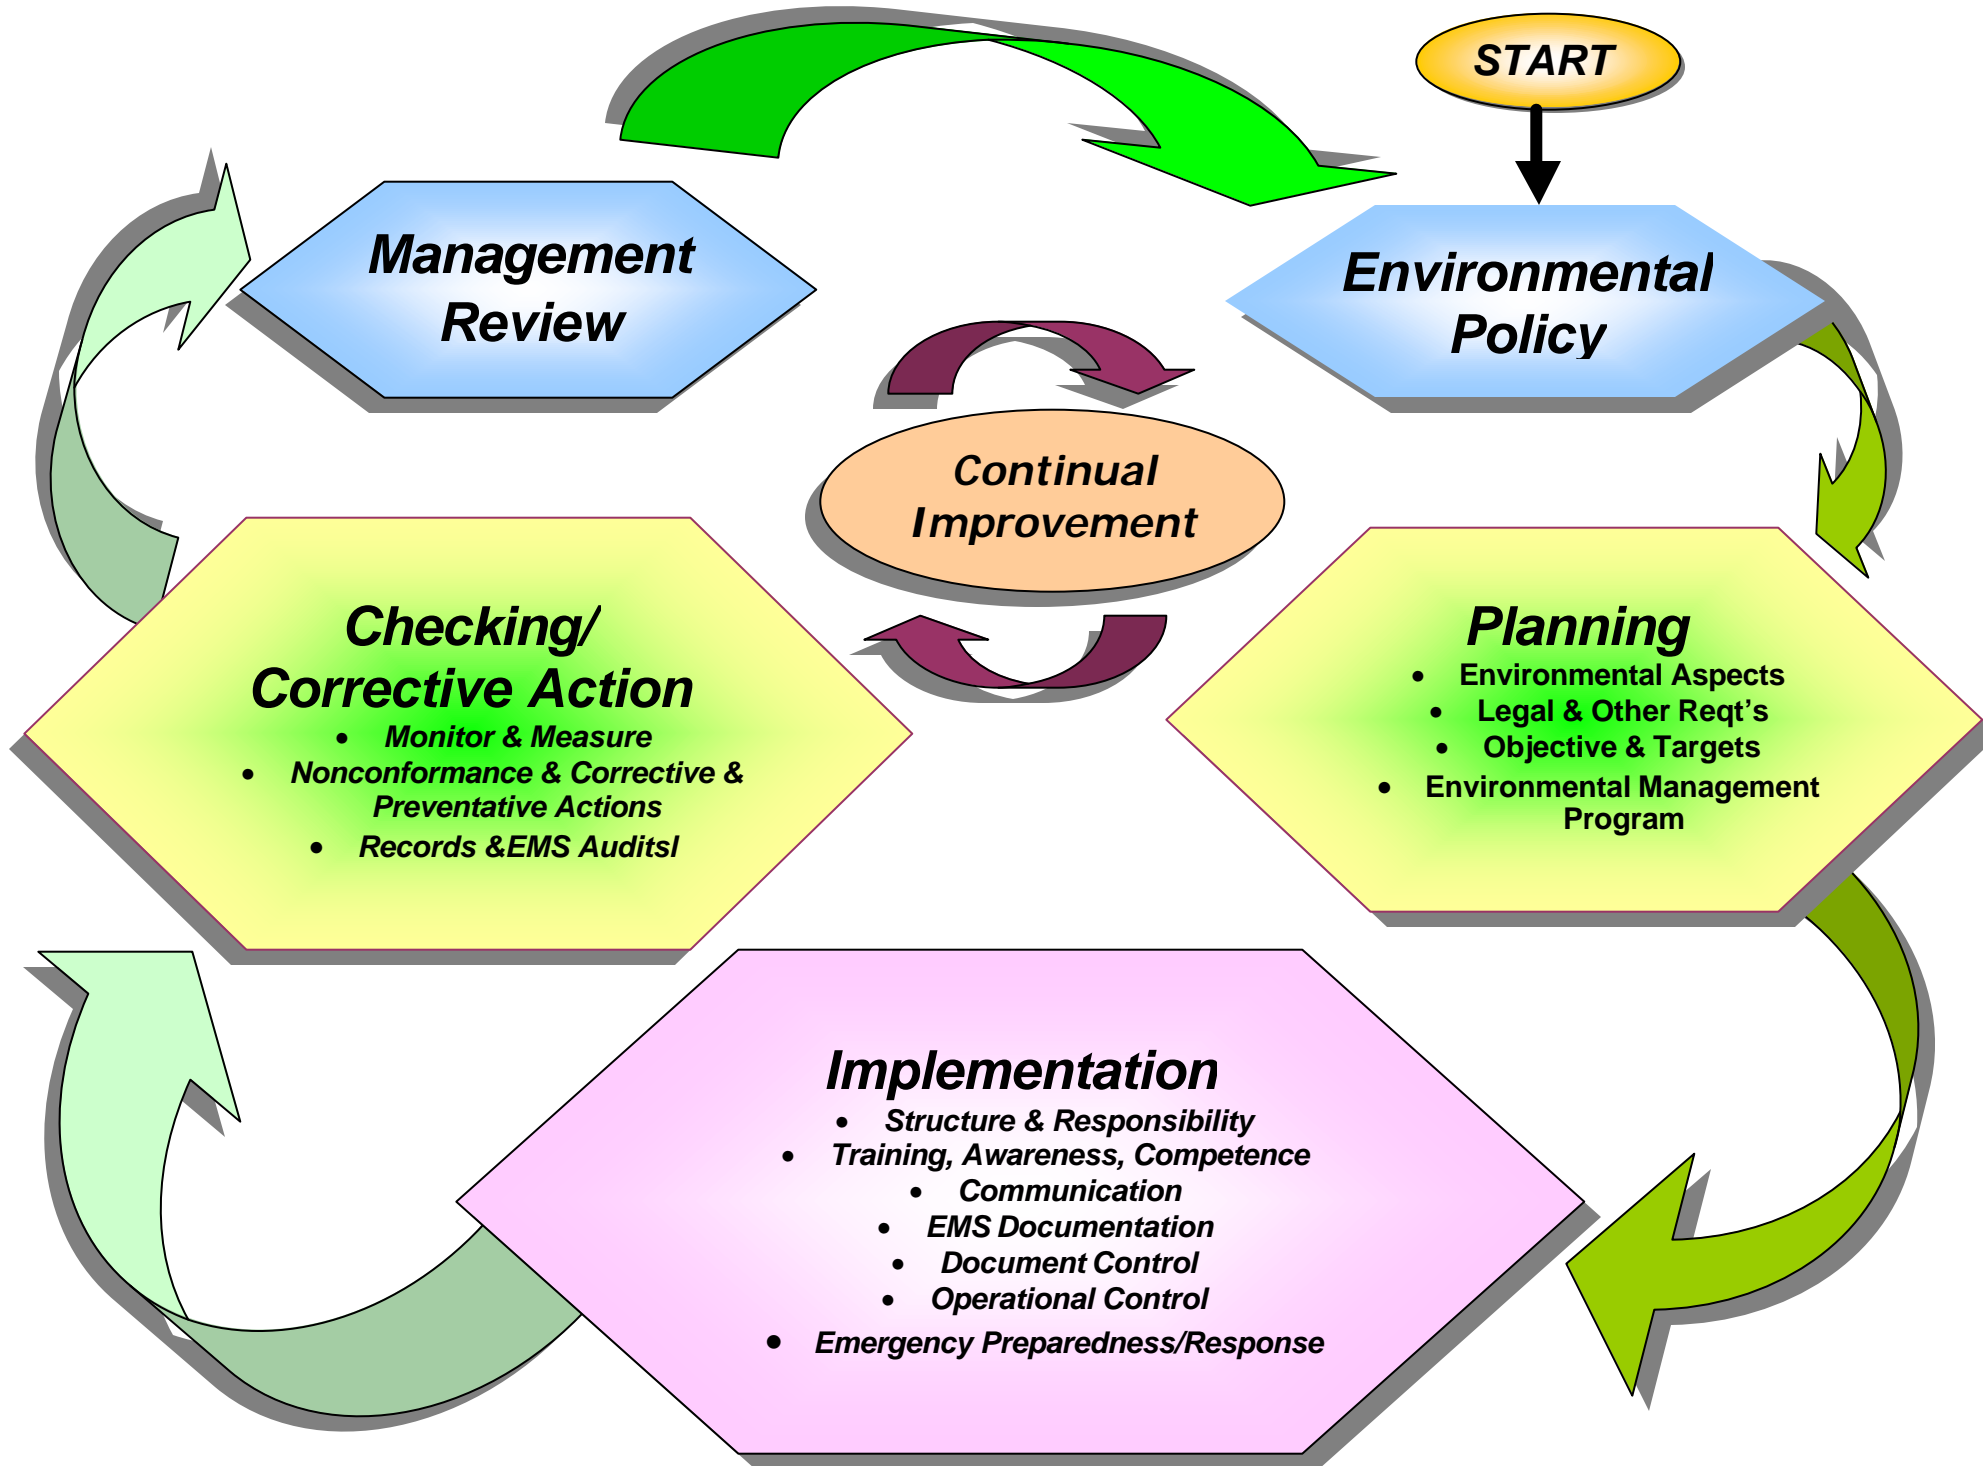 START
Management
Review
Environmental
Policy
Continual
Improvement
Checking/
Corrective Action
• Monitor & Measure
• Nonconformance & Corrective &
Preventative Actions
• Records &EMS Auditsl
Planning
• Environmental Aspects
• Legal & Other Reqt’s
• Objective & Targets
• Environmental Management
Program
Implementation
• Structure & Responsibility
• Training, Awareness, Competence
• Communication
• EMS Documentation
• Document Control
• Operational Control
• Emergency Preparedness/Response